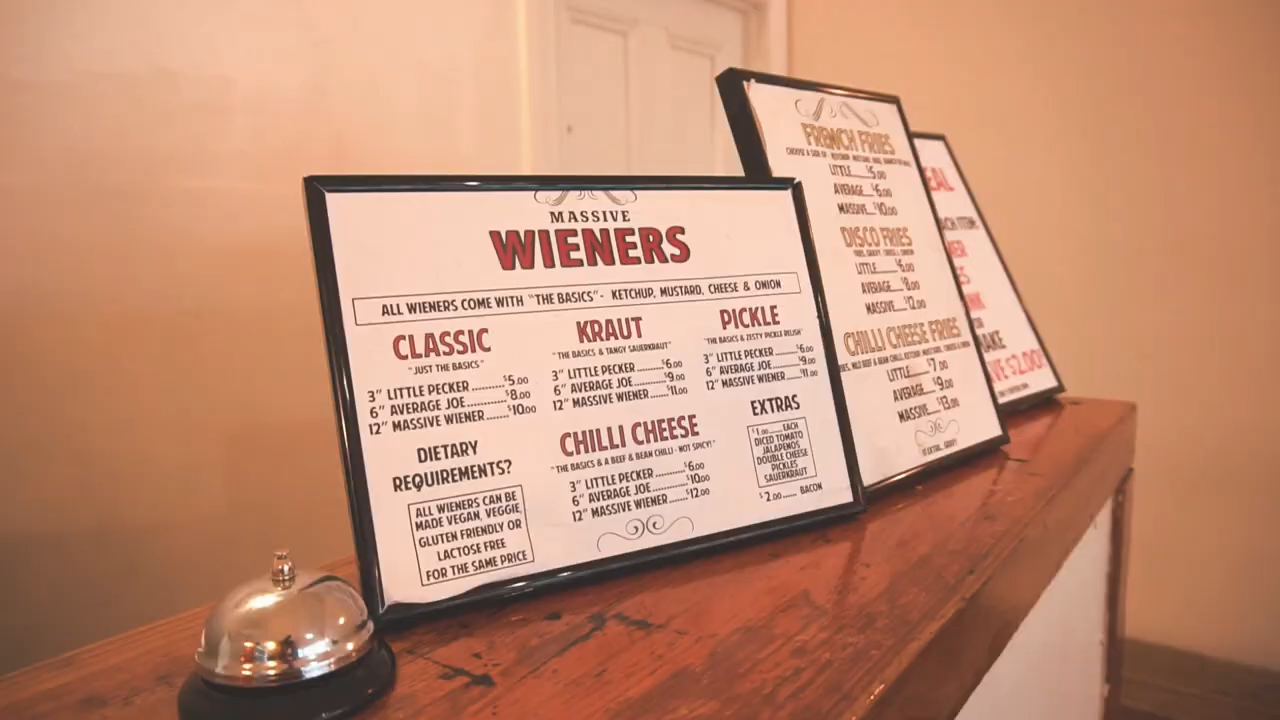 MASSIVE
WIENERS
ALL WIENERS COME WITH "THE BASICS"- KETCHUP, MUSTARD, CHEESE & ONION
CLASSIC
"JUST THE BASICS"
3" LITTLE PECKER ..........$5.00
6" AVERAGE JOE..........$8.00
12" MASSIVE WIENER......$10.00
KRAUT
"THE BASICS & TANGY SAUERKRAUT"
3" LITTLE PECKER ..........$6.00
6" AVERAGE JOE..........$9.00
12" MASSIVE WIENER......$11.00
PICKLE
"THE BASICS & ZESTY PICKLE RELISH"
3" LITTLE PECKER ..........$6.00
6" AVERAGE JOE..........$9.00
12" MASSIVE WIENER......$11.00
DIETARY
REQUIREMENTS?
ALL WIENERS CAN BE
MADE VEGAN, VEGGIE,
GLUTEN FRIENDLY OR
LACTOSE FREE
FOR THE SAME PRICE
CHILLI CHEESE
"THE BASICS & A BEEF & BEAN CHILLI - NOT SPICY!"
3" LITTLE PECKER ..........$6.00
6" AVERAGE JOE..........$10.00
12" MASSIVE WIENER......$12.00
EXTRAS
$1.00......EACH
DICED TOMATO
JALAPENOS
DOUBLE CHEESE
PICKLES
SAUERKRAUT
$2.00...... BACON
FRENCH FRIES
CHOOSE A SIDE OF
LITTLE....$5.00
AVERAGE....$6.00
MASSIVE....$10.00
DISCO FRIES
LITTLE....$6.00
AVERAGE....$8.00
MASSIVE....$12.00
CHILLI CHEESE FRIES
LITTLE....$7.00
AVERAGE....$9.00
MASSIVE....$13.00
$2.00